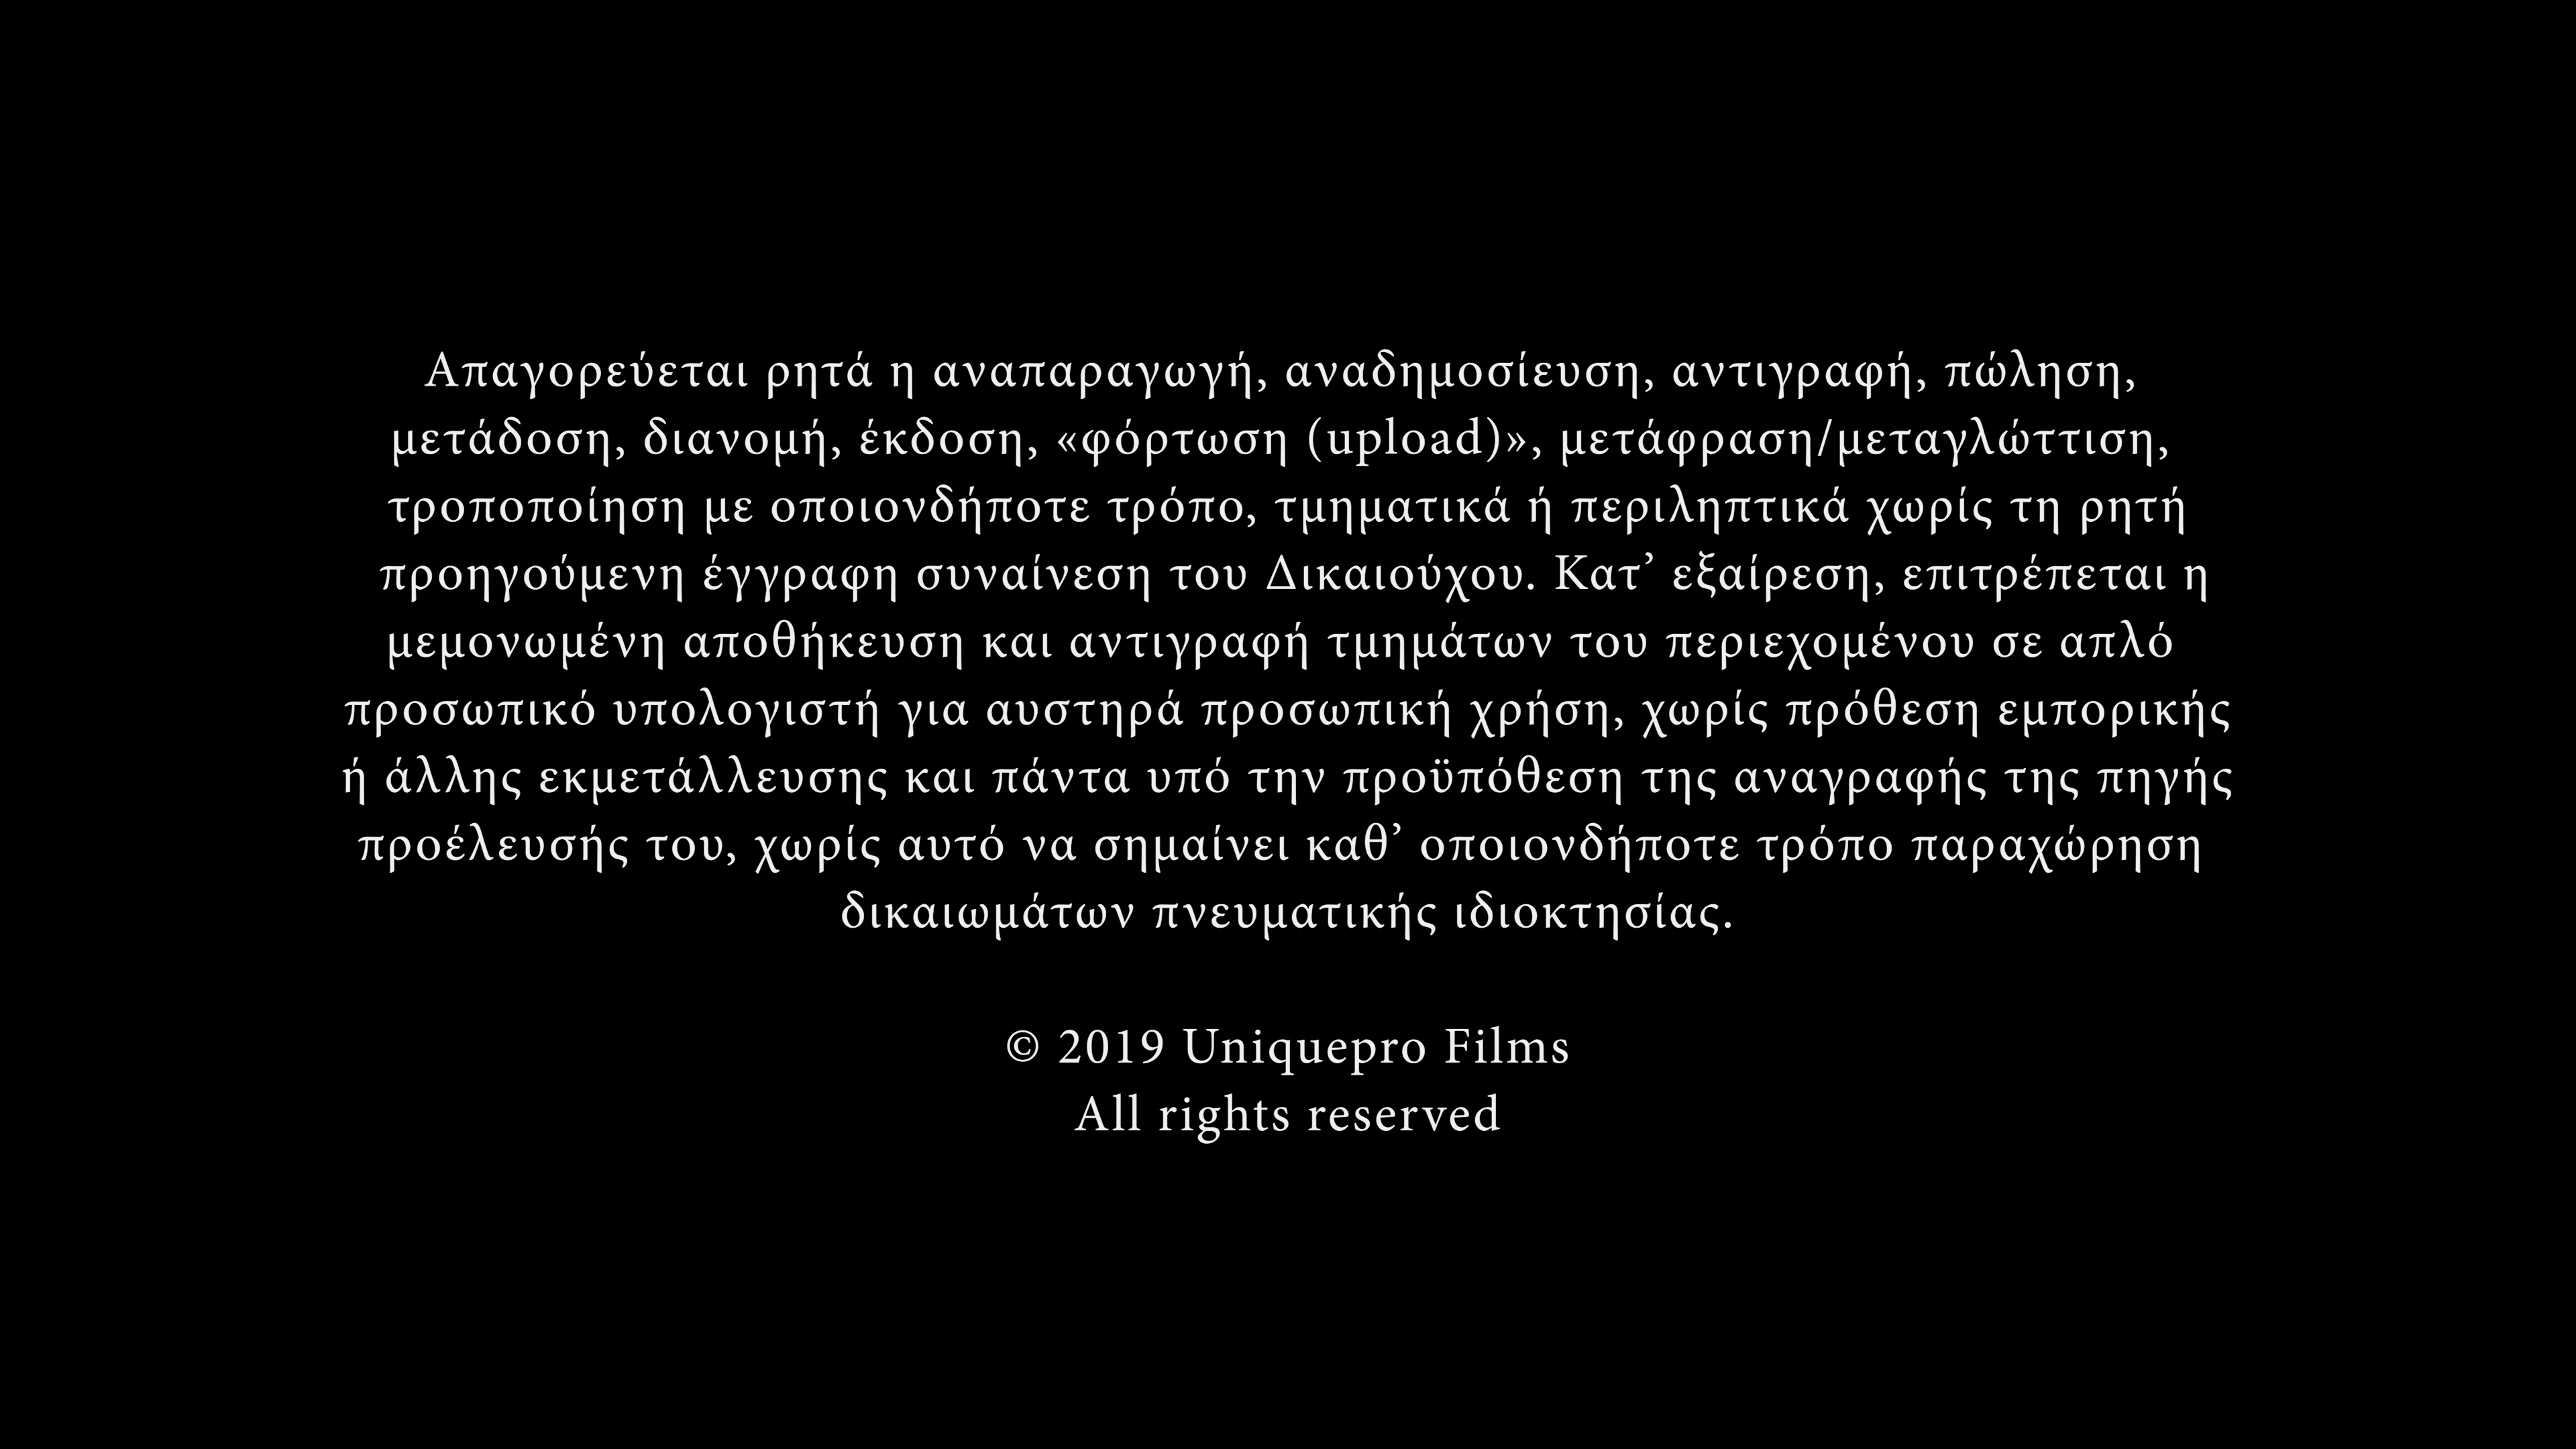 Απαγορεύεται ρητά η αναπαραγωγή, αναδημοσίευση, αντιγραφή, πώληση,
μετάδοση, διανομή, έκδοση, «φόρτωση (upload)», μετάφραση/μεταγλώττιση,
τροποποίηση με οποιονδήποτε τρόπο, τμηματικά ή περιληπτικά χωρίς τη ρητή
προηγούμενη έγγραφη συναίνεση του Δικαιούχου. Κατ’ εξαίρεση, επιτρέπεται η
μεμονωμένη αποθήκευση και αντιγραφή τμημάτων του περιεχομένου σε απλό
προσωπικό υπολογιστή για αυστηρά προσωπική χρήση, χωρίς πρόθεση εμπορικής
ή άλλης εκμετάλλευσης και πάντα υπό την προϋπόθεση της αναγραφής της πηγής
προέλευσής του, χωρίς αυτό να σημαίνει καθ’ οποιονδήποτε τρόπο παραχώρηση
δικαιωμάτων πνευματικής ιδιοκτησίας.
© 2019 Uniquepro Films
All rights reserved